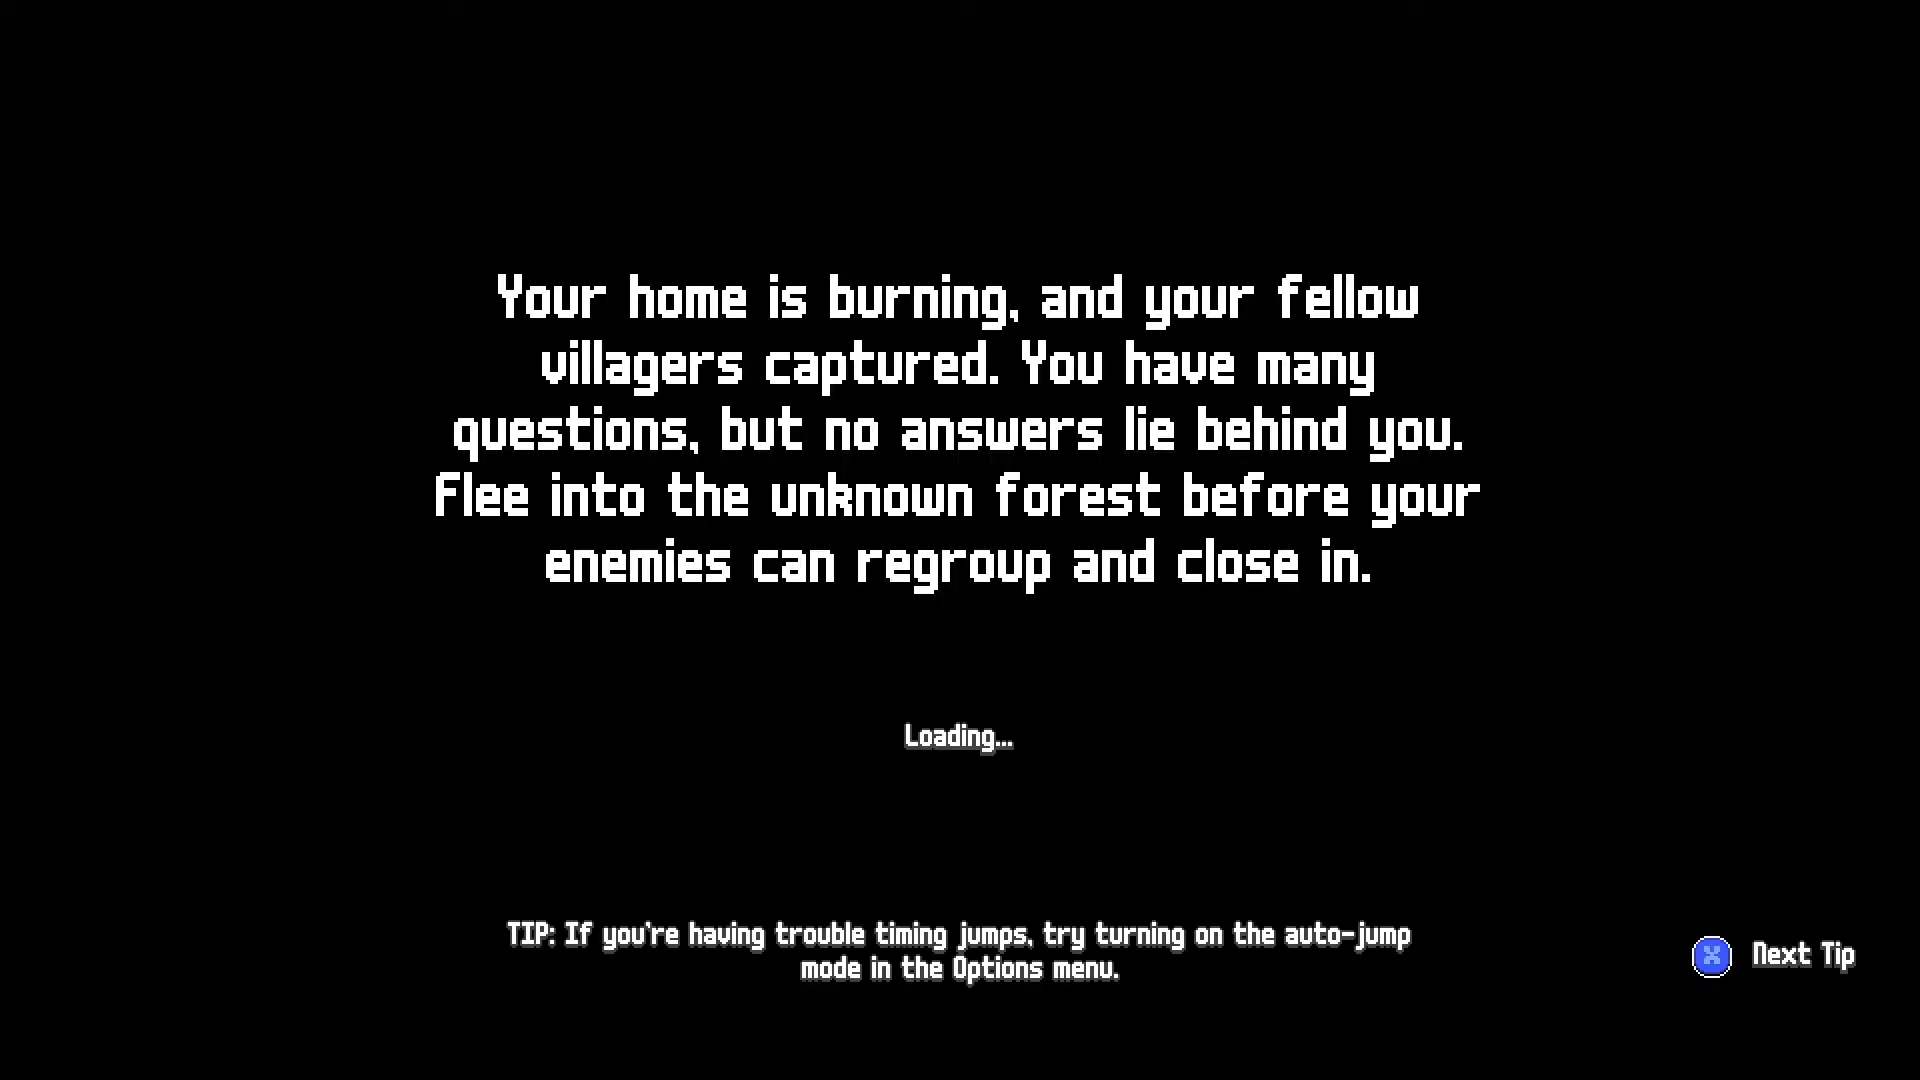 Your home is burning, and your fellow
villagers captured. You have many
questions, but no answers lie behind you.
Flee into the unknown forest before your
enemies can regroup and close in.
Loading...
TIP: If you're having trouble timing jumps, try turning on the auto-jump
mode in the Options menu.
X Next Tip